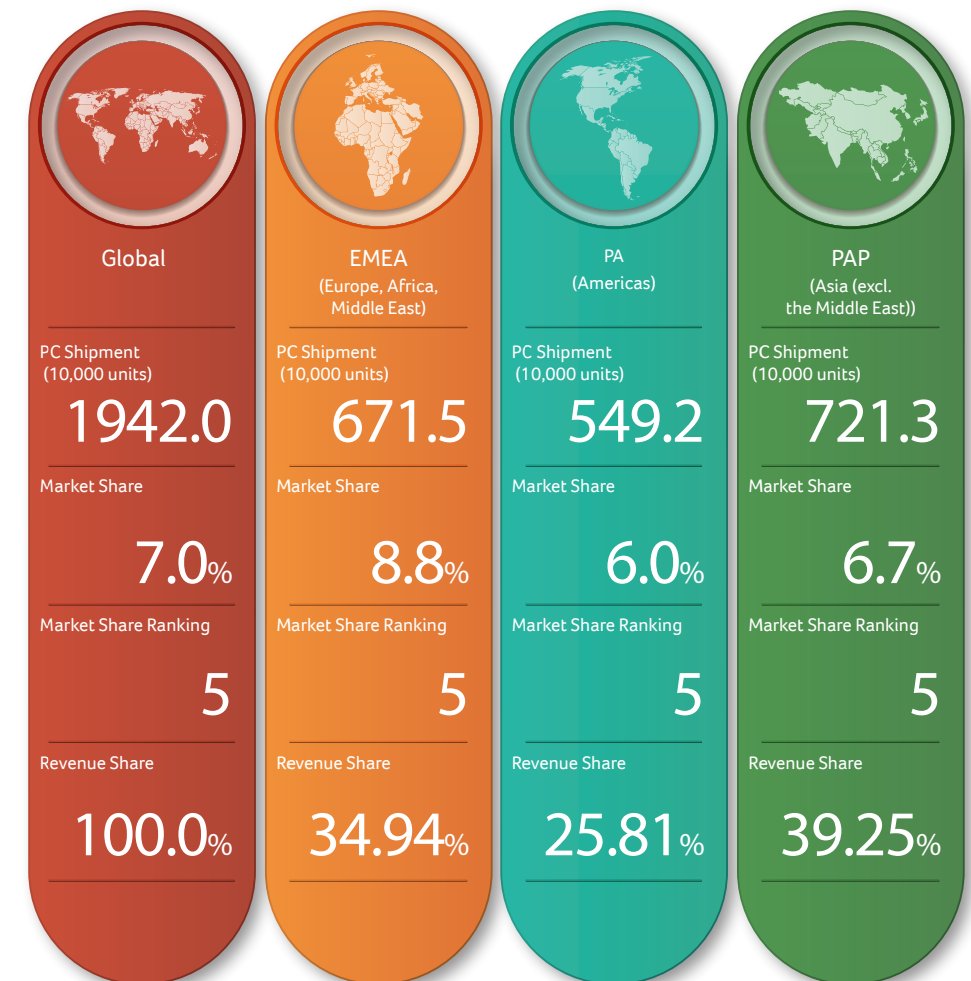 Global
PC Shipment
(10,000 units)
1942.0
Market Share
7.0%
Market Share Ranking
5
Revenue Share
100.0%
EMEA
(Europe, Africa,
Middle East)
PC Shipment
(10,000 units)
671.5
Market Share
8.8%
Market Share Ranking
5
Revenue Share
34.94%
PA
(Americas)
PC Shipment
(10,000 units)
549.2
Market Share
6.0%
Market Share Ranking
5
Revenue Share
25.81%
PAP
(Asia (excl.
the Middle East))
PC Shipment
(10,000 units)
721.3
Market Share
6.7%
Market Share Ranking
5
Revenue Share
39.25%